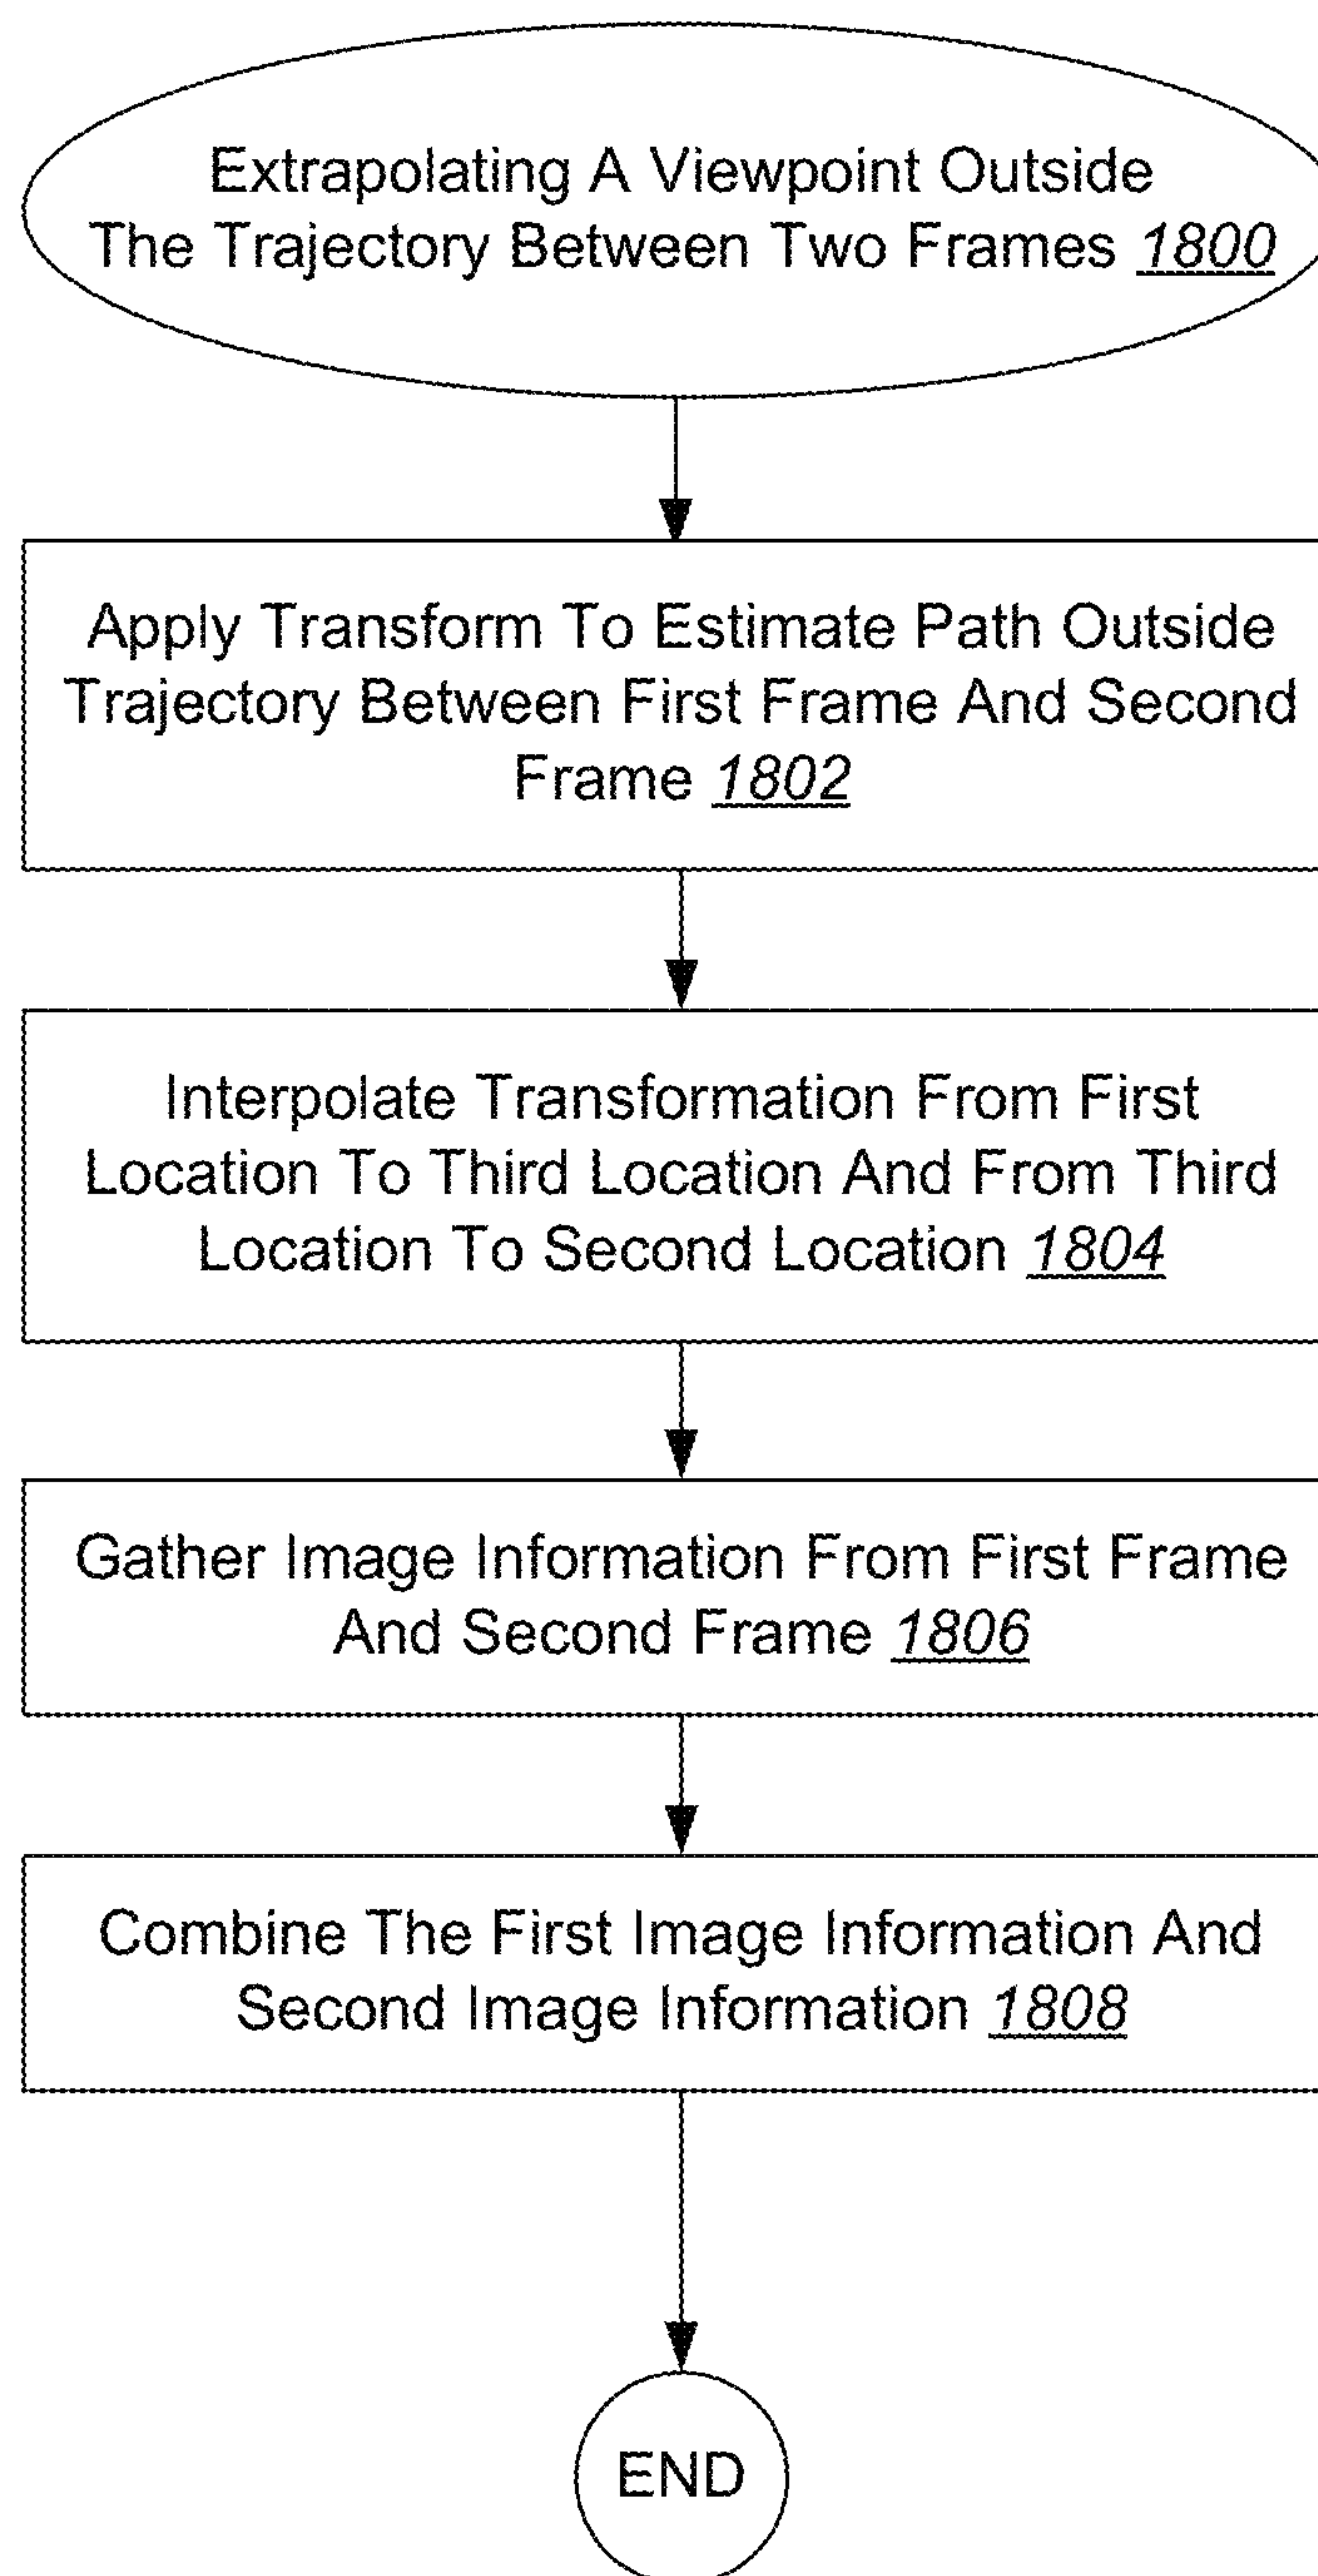 Extrapolating A Viewpoint Outside
The Trajectory Between Two Frames 1800
Apply Transform To Estimate Path Outside
Trajectory Between First Frame And Second
Frame 1802
Interpolate Transformation From First
Location To Third Location And From Third
Location To Second Location 1804
Gather Image Information From First Frame
And Second Frame 1806
Combine The First Image Information And
Second Image Information 1808
END